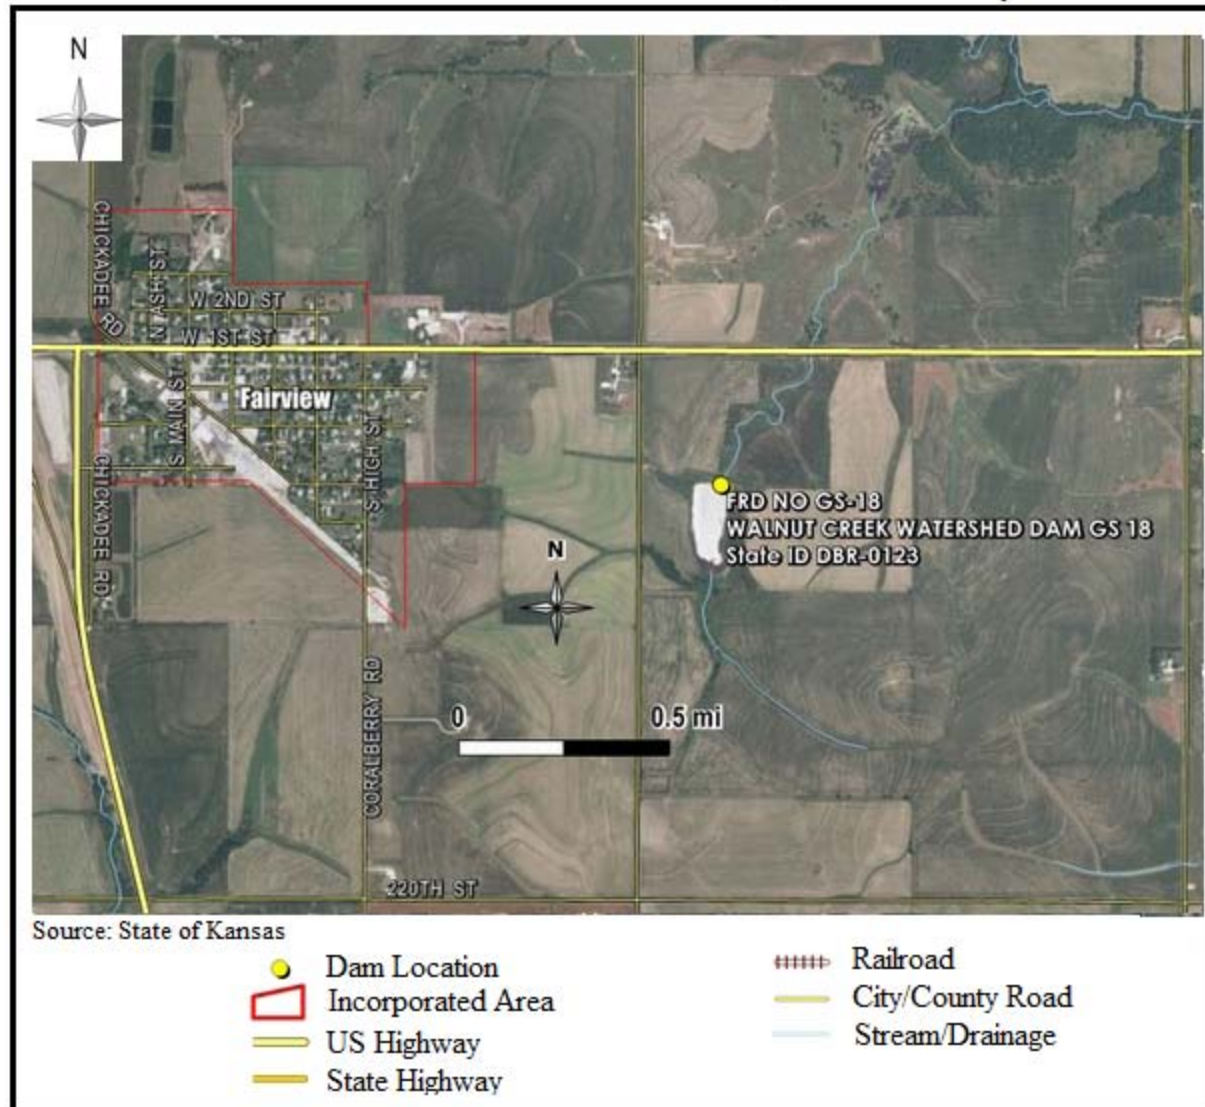 N
CHICKADEE RD
N ASH ST
W 2ND ST
W 1ST ST
S MAIN ST
Fairview
S HIGH ST
CHICKADEE RD
FRD NO GS-18
WALNUT CREEK WATERSHED DAM GS 18
State ID DBR-0123
N
0 0.5 mi
CORALBERRY RD
220TH ST
Source: State of Kansas
Dam Location
Incorporated Area
US Highway
State Highway
Railroad
City/County Road
Stream/Drainage